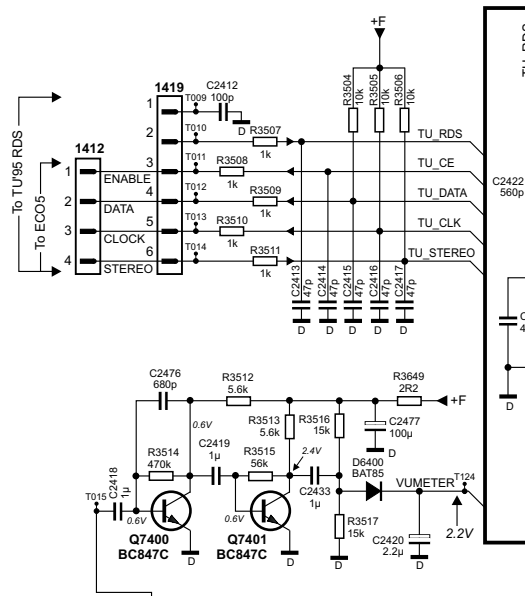 +F
TU_RDS
1419
C2412
100p
D
T009
1
R3504
10k
R3505
10k
R3506
10k
To TU'95 RDS
To ECO5
1412
2
T010
R3507
1k
TU_RDS
1
ENABLE
3
T011
R3508
1k
TU_CE
2
DATA
4
T012
R3509
1k
TU_DATA
C2422
560p
3
CLOCK
5
T013
R3510
1k
TU_CLK
4
STEREO
6
T014
R3511
1k
TU_STEREO
C2413
47p
C2414
47p
C2415
47p
C2416
47p
C2417
47p
D
D
D
D
D
C
4
D
C2476
680p
R3512
5.6k
R3649
2R2
+F
0.6V
R3513
5.6k
R3516
15k
C2477
100µ
D
R3514
470k
C2419
1µ
R3515
56k
2.4V
C2433
1µ
D6400
BAT85
VUMETER
T124
T015
C2418
1µ
0.6V
0.6V
Q7400
BC847C
D
Q7401
BC847C
D
R3517
15k
D
C2420
2.2µ
D
2.2V